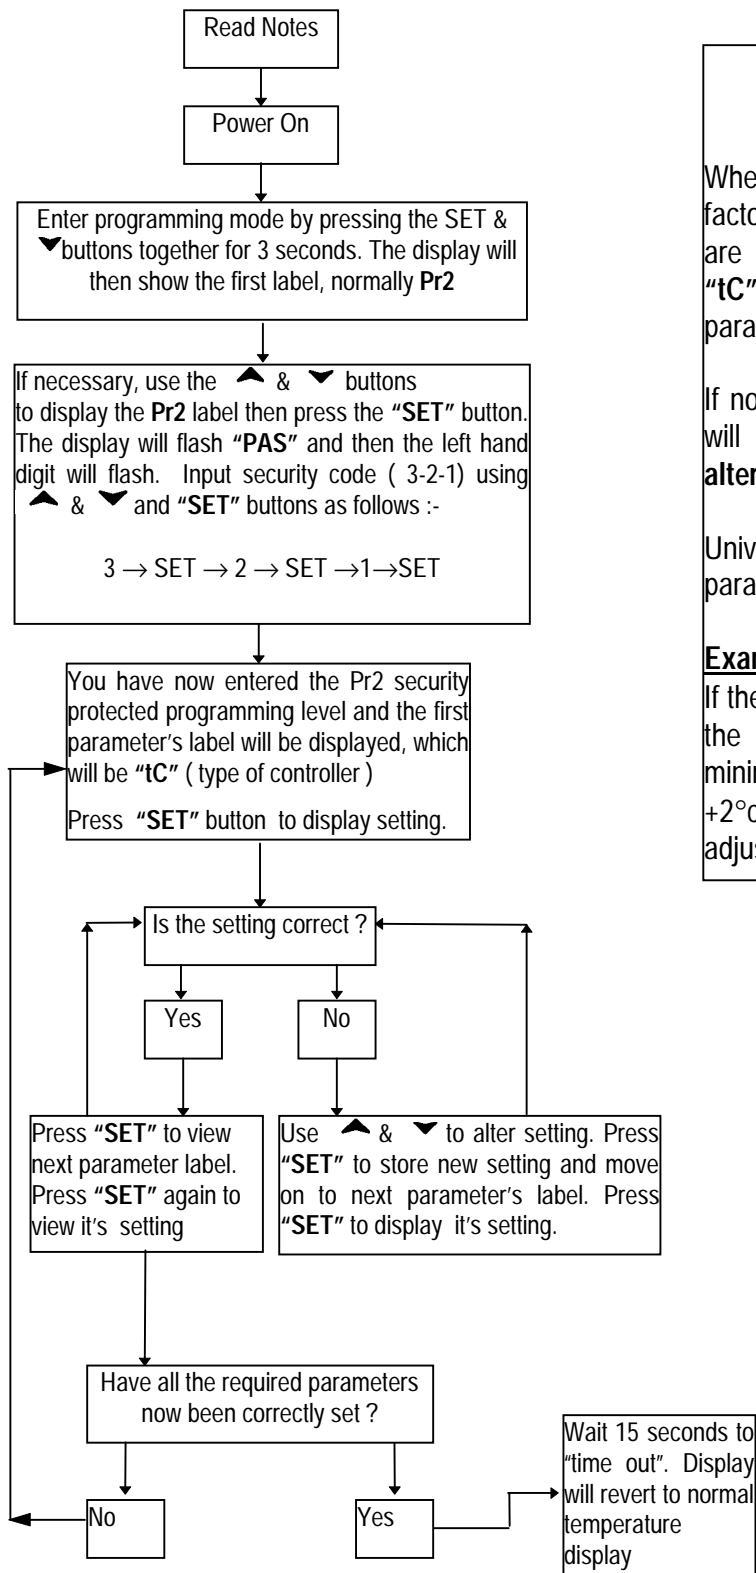 Read Notes
Power On
Enter programming mode by pressing the SET &
buttons together for 3 seconds. The display will
then show the first label, normally Pr2
If necessary, use the & buttons
to display the Pr2 label then press the “SET” button.
The display will flash “PAS” and then the left hand
digit will flash. Input security code ( 3-2-1) using
& and “SET” buttons as follows :-
3 → SET → 2 → SET →1→SET
You have now entered the Pr2 security
protected programming level and the first
parameter's label will be displayed, which
will be “tC” ( type of controller )
Press “SET” button to display setting.
Is the setting correct ?
Yes
No
Press “SET” to view
next parameter label.
Press “SET” again to
view it's setting
Use & to alter setting. Press
“SET” to store new setting and move
on to next parameter's label. Press
“SET” to display it's setting.
Have all the required parameters
now been correctly set ?
No
Yes
Wait 15 seconds to
“time out”. Display
will revert to normal
temperature
display
are
“tC”
para
If
will
alter
Univ
para
Exa
If the
the
mini
+2°
adju